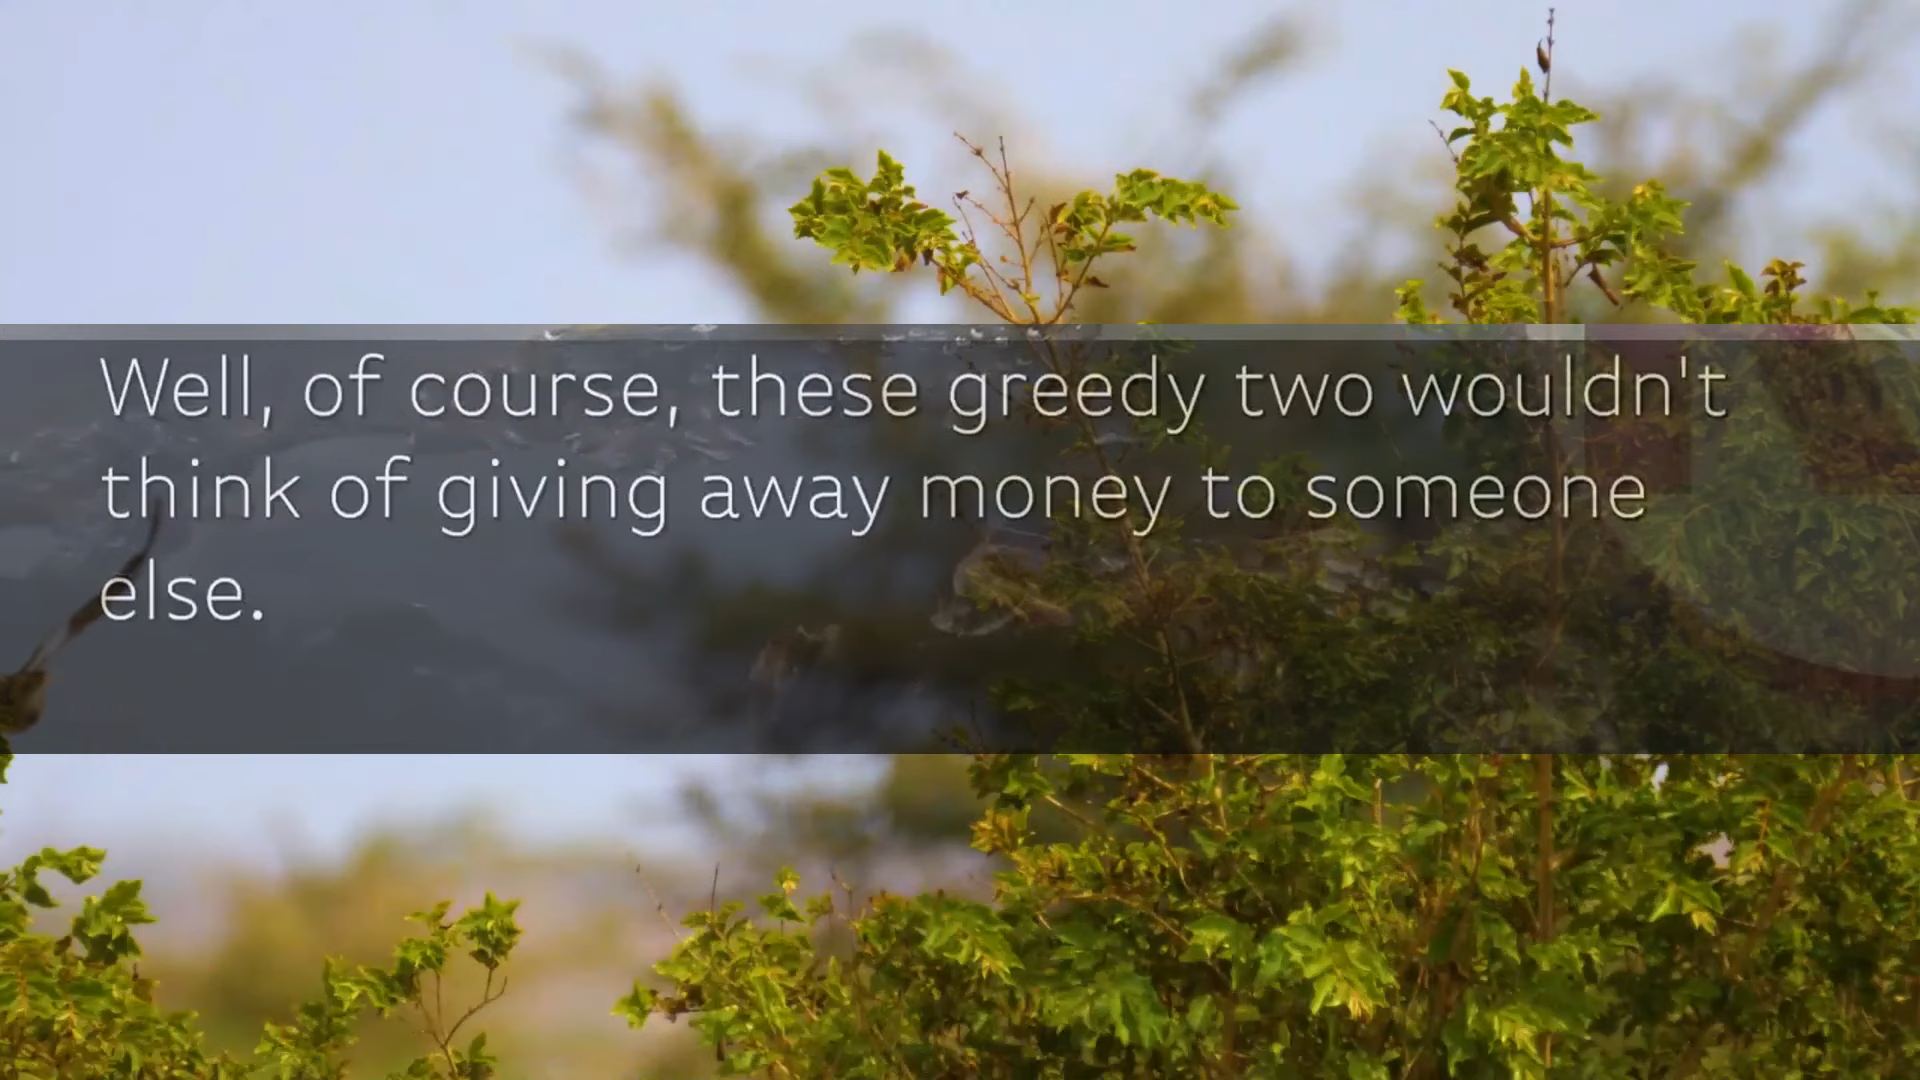 Well, of course, these greedy two wouldn't
think of giving away money to someone
else.